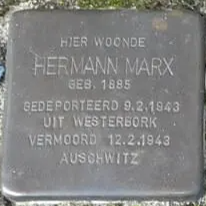 HIER WOONDE
HERMANN MARX
GEB. 1885
GEDEPORTEERD 9.2.1943
UIT WESTERBORK
VERMOORD 12.2.1943
AUSCHWITZ